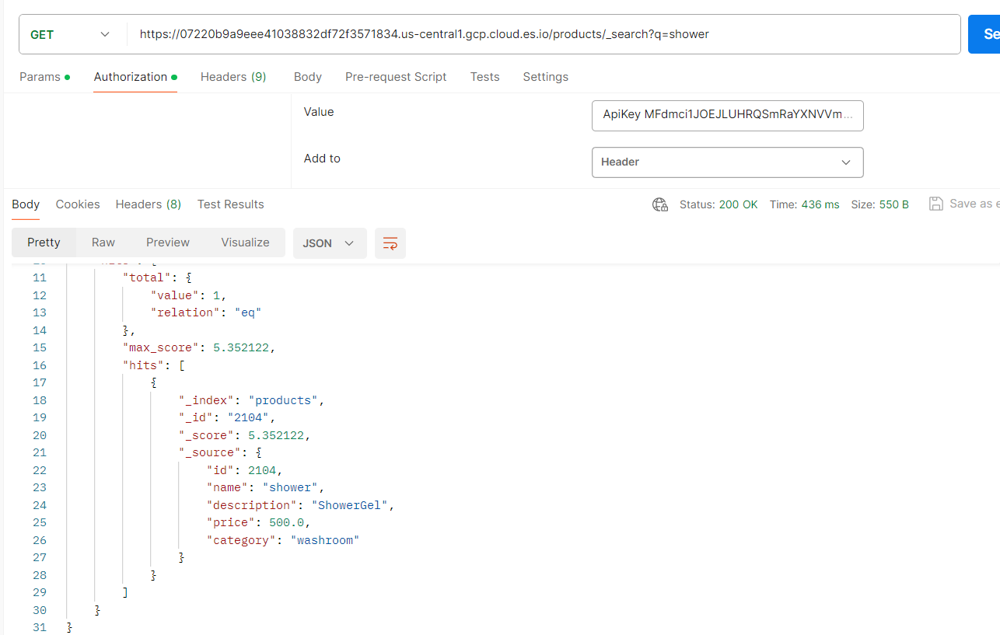 GET https://07220b9a9eee41038832df72f3571834.us-central1.gcp.cloud.es.io/products/_search?q=shower Se
Params Authorization Headers (9) Body Pre-request Script Tests Settings
Value ApiKey MFdmci1JOEJLUHRQSmRaYXNVVm...
Add to Header
Body Cookies Headers (8) Test Results Status: 200 OK Time: 436 ms Size: 550 B Save as e
Pretty Raw Preview Visualize JSON
11 "total": {
12 "value": 1,
13 "relation": "eq"
14 },
15 "max_score": 5.352122,
16 "hits": [
17 {
18 "_index": "products",
19 "_id": "2104",
20 "_score": 5.352122,
21 "_source": {
22 "id": 2104,
23 "name": "shower",
24 "description": "ShowerGel",
25 "price": 500.0,
26 "category": "washroom"
27 }
28 }
29 ]
30 }
31 }